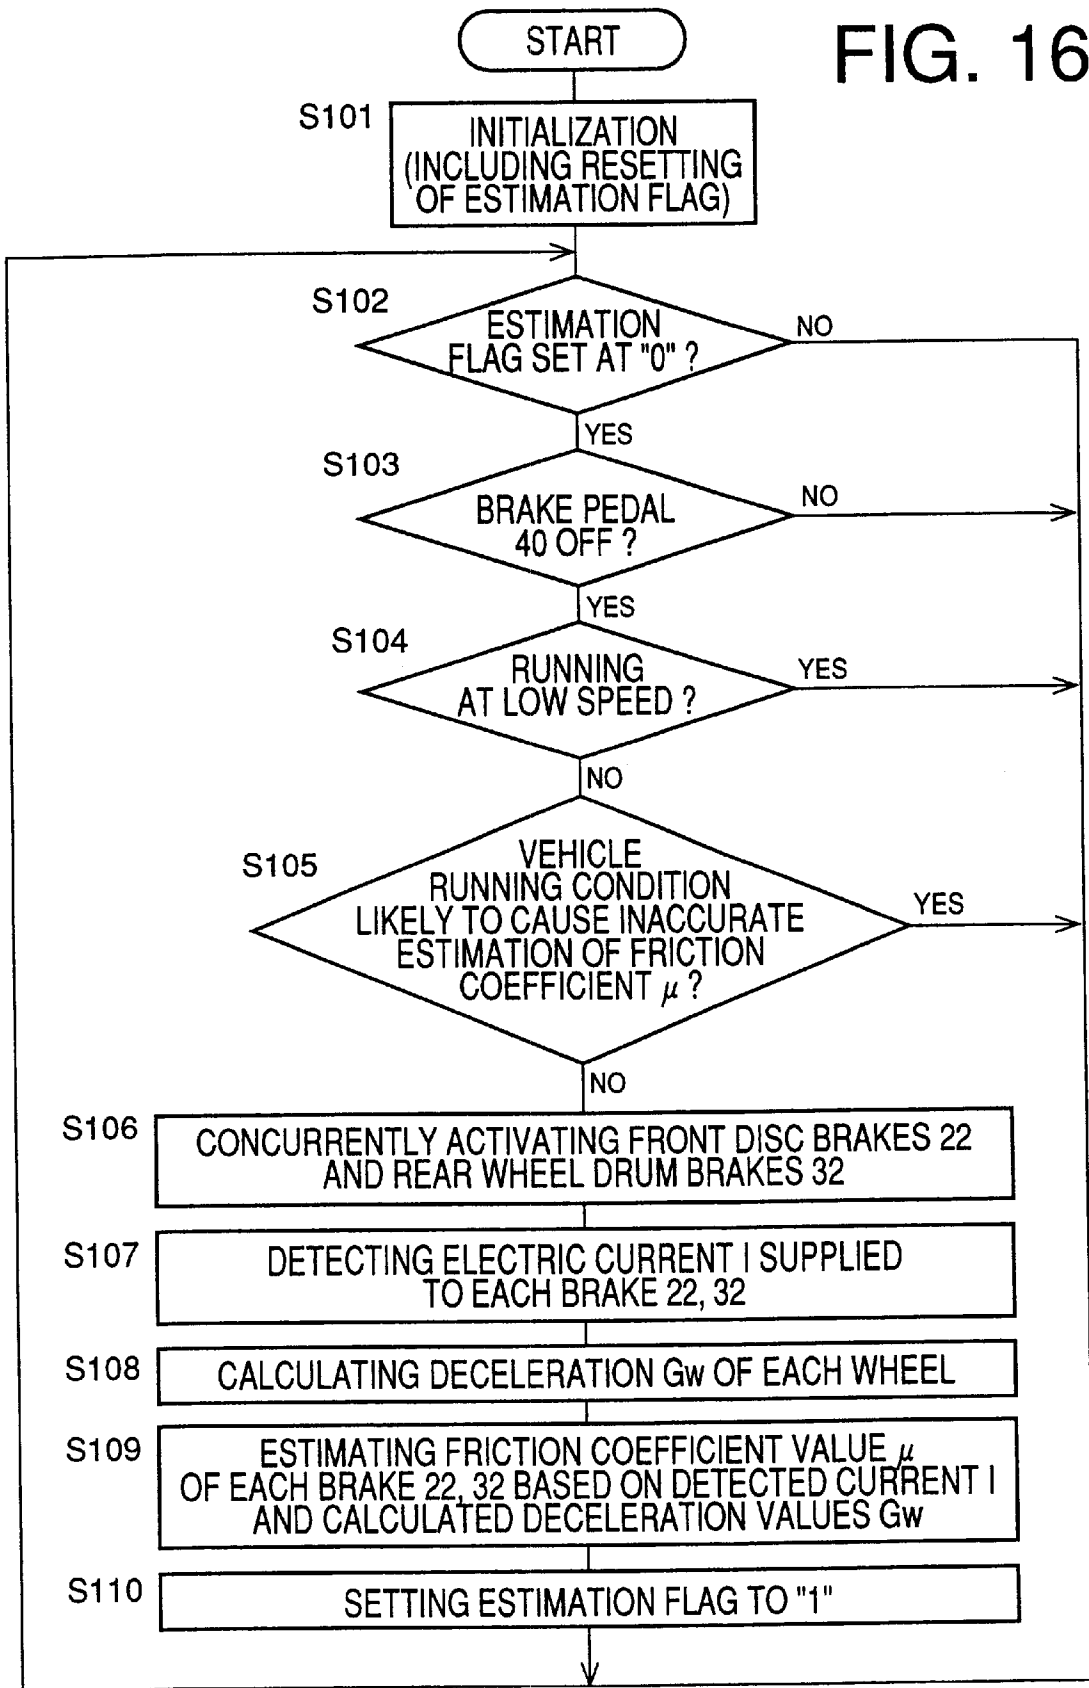 START
FIG. 16
S101
INITIALIZATION
(INCLUDING RESETTING
OF ESTIMATION FLAG)
S102
ESTIMATION
FLAG SET AT "0" ?
NO
YES
S103
BRAKE PEDAL
40 OFF ?
NO
YES
S104
RUNNING
AT LOW SPEED ?
YES
NO
S105
VEHICLE
RUNNING CONDITION
LIKELY TO CAUSE INACCURATE
ESTIMATION OF FRICTION
COEFFICIENT μ ?
YES
NO
S106
CONCURRENTLY ACTIVATING FRONT DISC BRAKES 22
AND REAR WHEEL DRUM BRAKES 32
S107
DETECTING ELECTRIC CURRENT I SUPPLIED
TO EACH BRAKE 22, 32
S108
CALCULATING DECELERATION Gw OF EACH WHEEL
S109
ESTIMATING FRICTION COEFFICIENT VALUE μ
OF EACH BRAKE 22, 32 BASED ON DETECTED CURRENT I
AND CALCULATED DECELERATION VALUES Gw
S110
SETTING ESTIMATION FLAG TO "1"